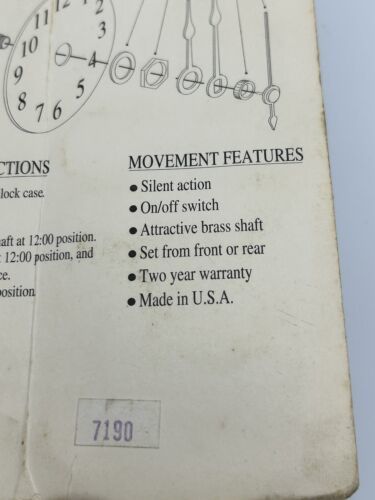 12
11
10
9
8
7
6
5
4
3
2
CTIONS
lock case.
aft at 12:00 position.
t 12:00 position, and
ce.
position
MOVEMENT FEATURES
• Silent action
• On/off switch
• Attractive brass shaft
• Set from front or rear
• Two year warranty
• Made in U.S.A.
7190